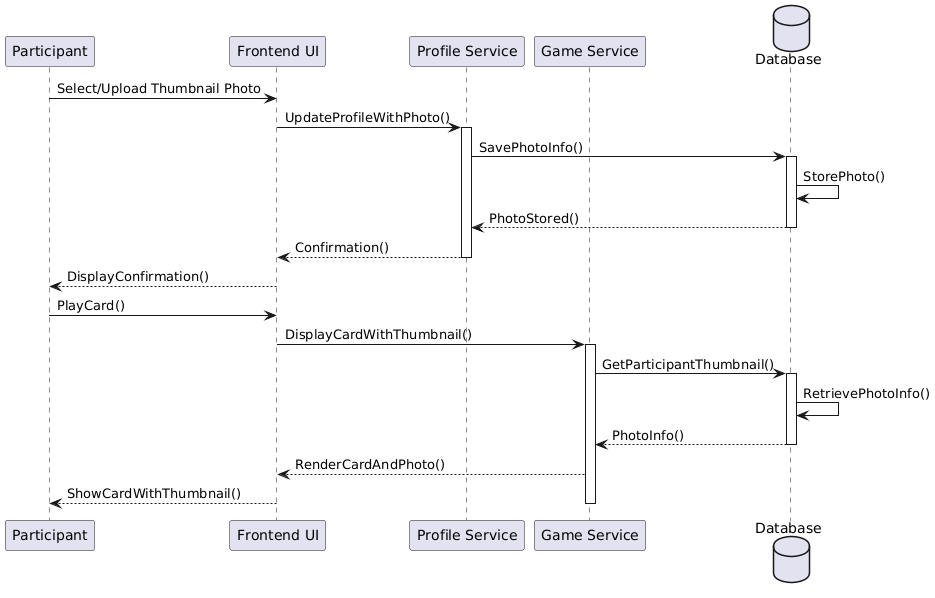 Participant
Frontend UI
Profile Service
Game Service
Database
Select/Upload Thumbnail Photo
UpdateProfileWithPhoto()
SavePhotoInfo()
StorePhoto()
PhotoStored()
Confirmation()
DisplayConfirmation()
PlayCard()
DisplayCardWithThumbnail()
GetParticipantThumbnail()
RetrievePhotoInfo()
PhotoInfo()
RenderCardAndPhoto()
ShowCardWithThumbnail()
Participant
Frontend UI
Profile Service
Game Service
Database